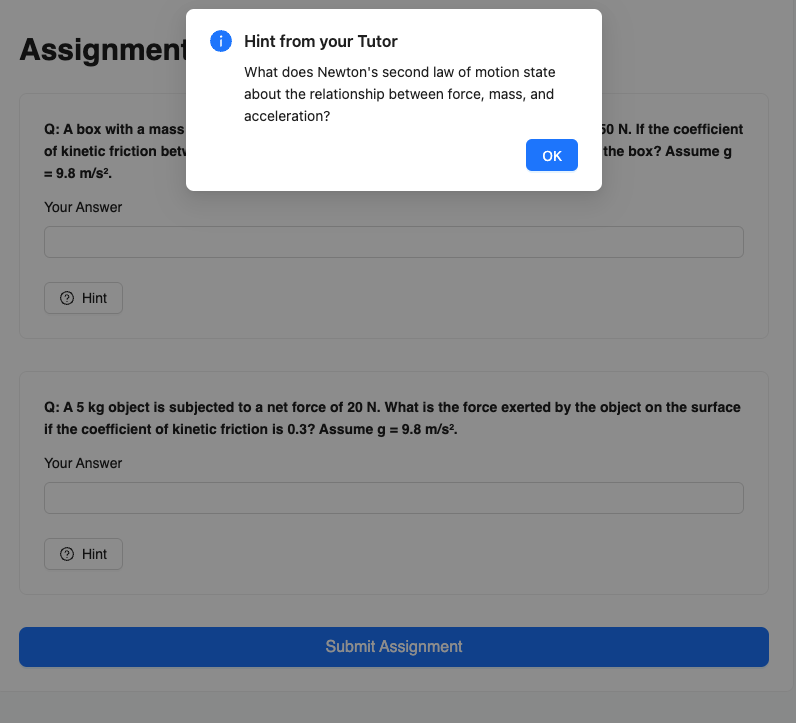 Assignment
Hint from your Tutor
What does Newton's second law of motion state
about the relationship between force, mass, and
acceleration?
OK
Q: A box with a mass 50 N. If the coefficient
of kinetic friction the box? Assume g
= 9.8 m/s².
Your Answer
Hint
Q: A 5 kg object is subjected to a net force of 20 N. What is the force exerted by the object on the surface
if the coefficient of kinetic friction is 0.3? Assume g = 9.8 m/s².
Your Answer
Hint
Submit Assignment